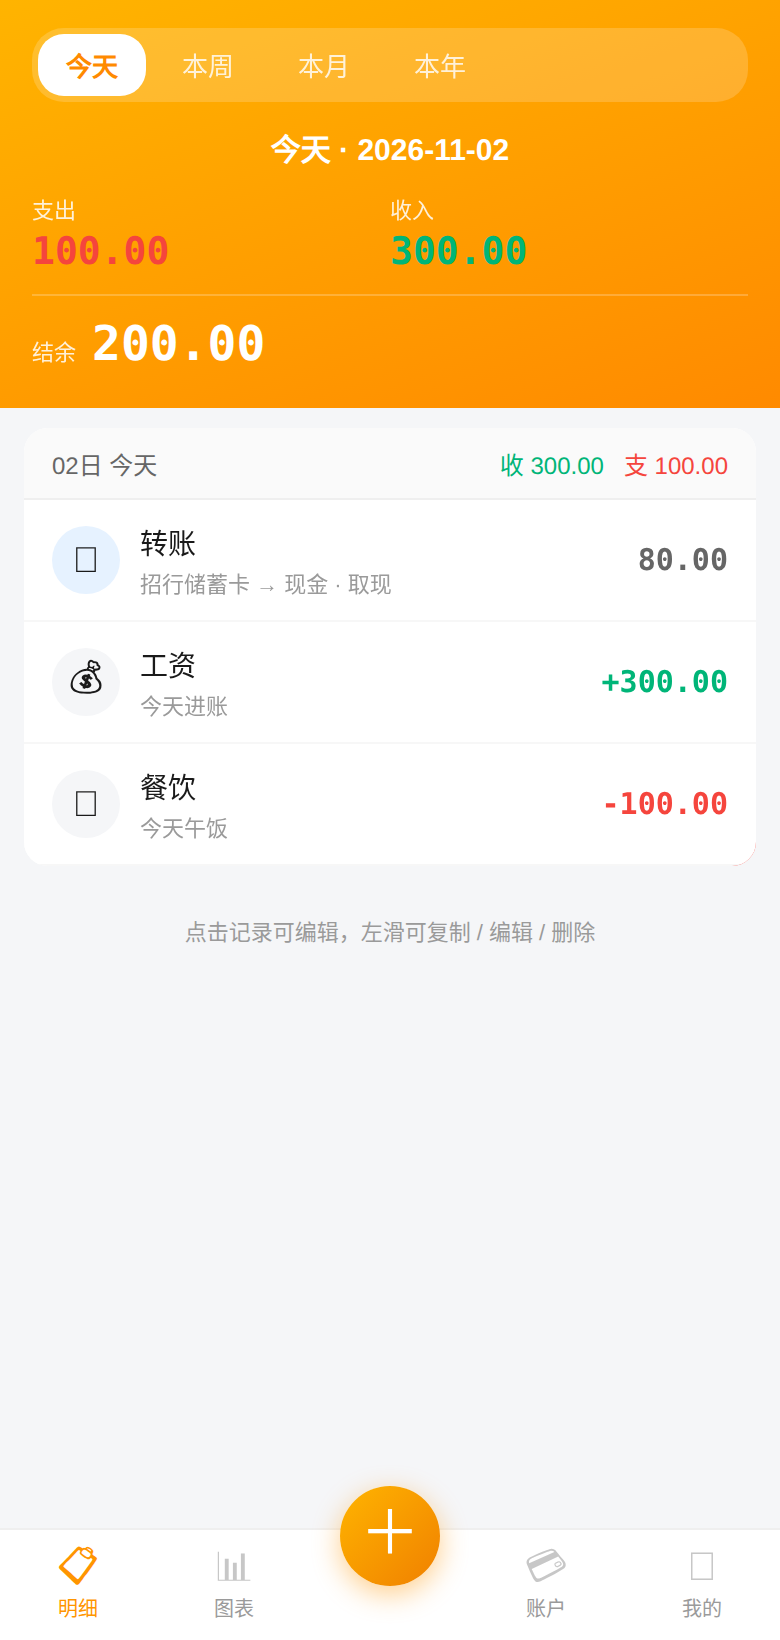 今天 本周 本月 本年
今天 · 2026-11-02
支出 收入
100.00 300.00
结余 200.00
02日 今天 收 300.00 支 100.00
转账
招行储蓄卡 → 现金 · 取现
80.00
工资
今天进账
+300.00
餐饮
今天午饭
-100.00
点击记录可编辑，左滑可复制 / 编辑 / 删除
明细 图表 账户 我的